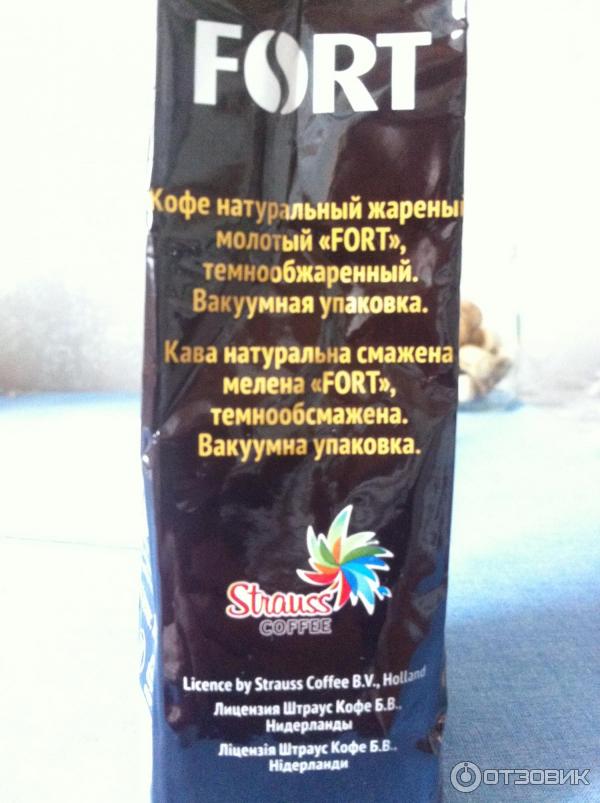 FORT
Кофе натуральный жареный
молотый «FORT»,
темнообжаренный.
Вакуумная упаковка.
Кава натуральна смажена
мелена «FORT»,
темнообсмажена.
Вакуумна упаковка.
Strauss
COFFEE
Licence by Strauss Coffee B.V., Holland
Лицензия Штраус Кофе Б.В.,
Нидерланды
Ліцензія Штраус Кофе Б.В.,
Нідерланди
ОТЗОВИК